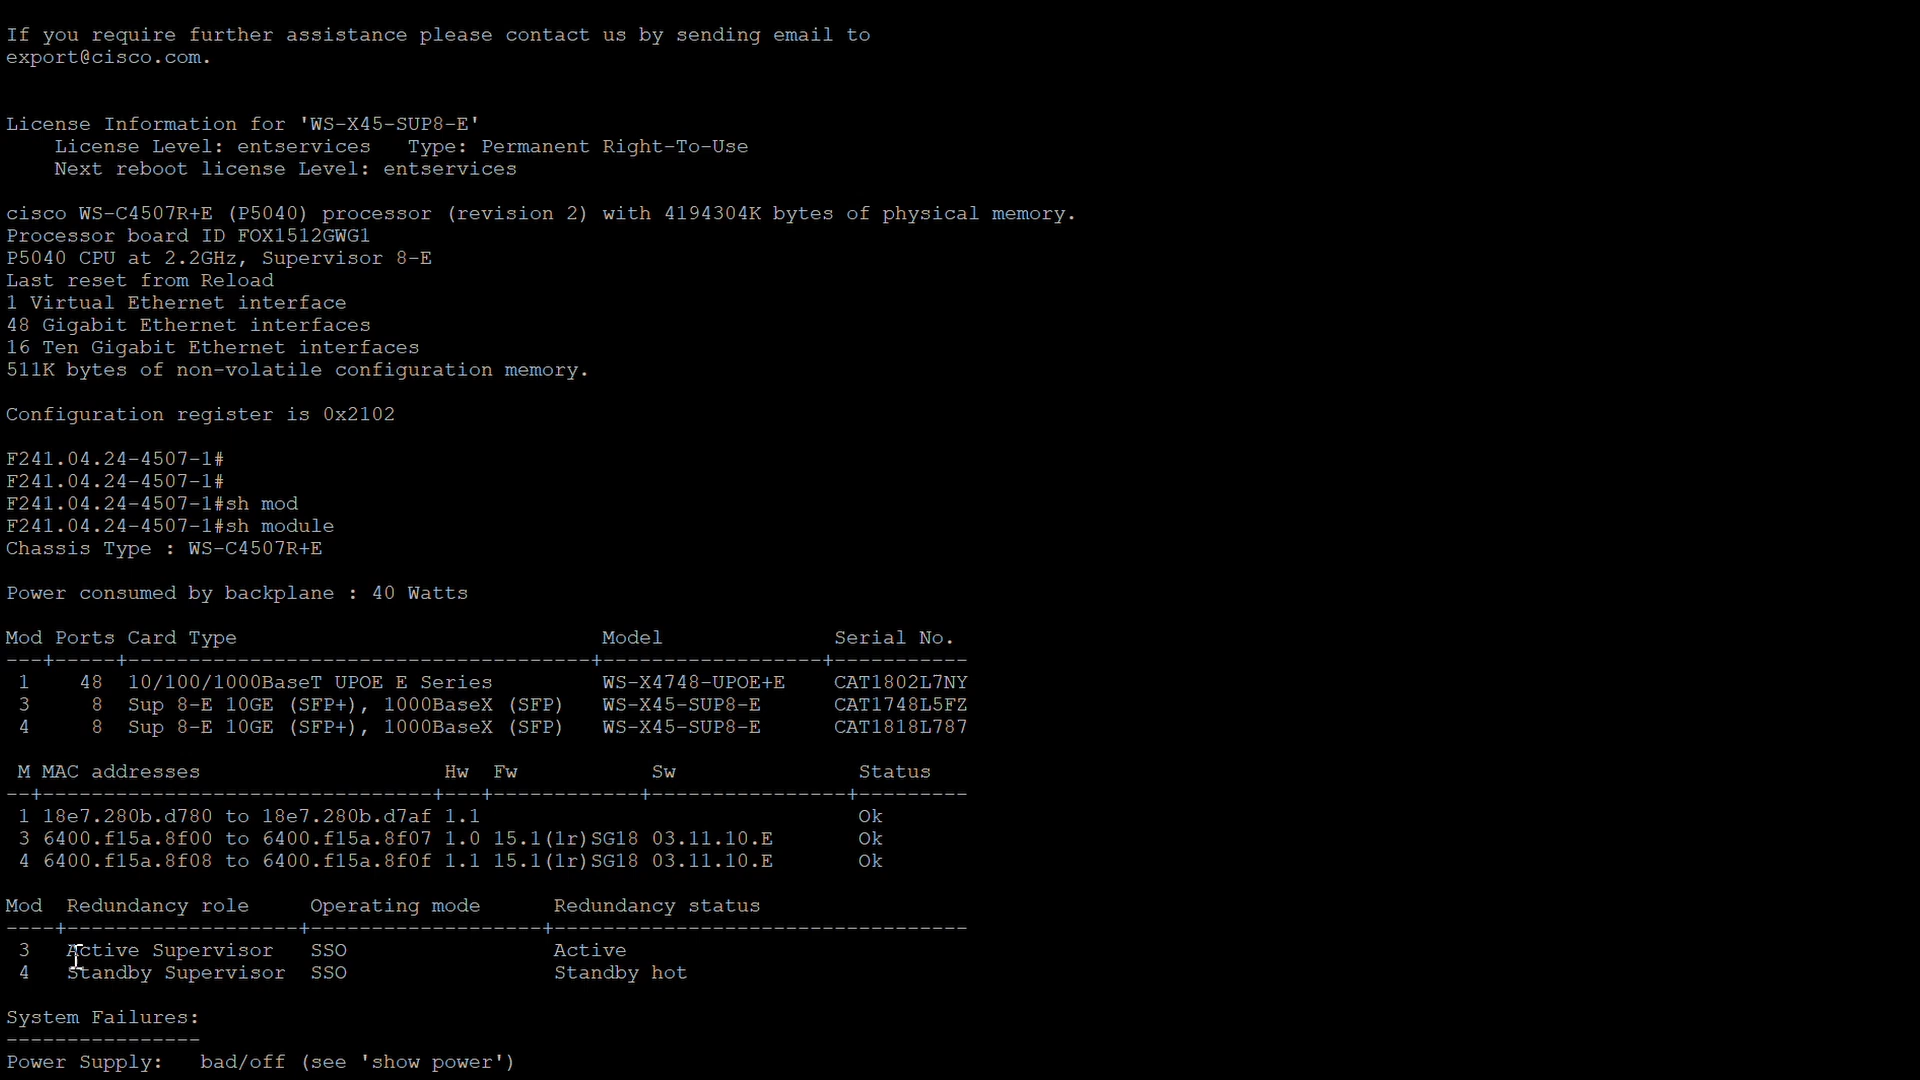 If you require further assistance please contact us by sending email to
export@cisco.com.
License Information for 'WS-X45-SUP8-E'
    License Level: entservices   Type: Permanent Right-To-Use
    Next reboot license Level: entservices
cisco WS-C4507R+E (P5040) processor (revision 2) with 4194304K bytes of physical memory.
Processor board ID FOX1512GWG1
P5040 CPU at 2.2GHz, Supervisor 8-E
Last reset from Reload
1 Virtual Ethernet interface
48 Gigabit Ethernet interfaces
16 Ten Gigabit Ethernet interfaces
511K bytes of non-volatile configuration memory.
Configuration register is 0x2102
F241.04.24-4507-1#
F241.04.24-4507-1#
F241.04.24-4507-1#sh mod
F241.04.24-4507-1#sh module
Chassis Type : WS-C4507R+E
Power consumed by backplane : 40 Watts
Mod Ports Card Type                              Model              Serial No.
---+-----+--------------------------------------+------------------+-----------
 1    48  10/100/1000BaseT UPOE E Series         WS-X4748-UPOE+E    CAT1802L7NY
 3     8  Sup 8-E 10GE (SFP+), 1000BaseX (SFP)   WS-X45-SUP8-E      CAT1748L5FZ
 4     8  Sup 8-E 10GE (SFP+), 1000BaseX (SFP)   WS-X45-SUP8-E      CAT1818L787
 M MAC addresses                    Hw  Fw           Sw               Status
--+--------------------------------+---+------------+----------------+---------
 1 18e7.280b.d780 to 18e7.280b.d7af 1.1                               Ok
 3 6400.f15a.8f00 to 6400.f15a.8f07 1.0 15.1(1r)SG18 03.11.10.E       Ok
 4 6400.f15a.8f08 to 6400.f15a.8f0f 1.1 15.1(1r)SG18 03.11.10.E       Ok
Mod  Redundancy role     Operating mode      Redundancy status
----+-------------------+-------------------+----------------------------------
 3   Active Supervisor   SSO                 Active
 4   Standby Supervisor  SSO                 Standby hot
System Failures:
----------------
Power Supply:   bad/off (see 'show power')